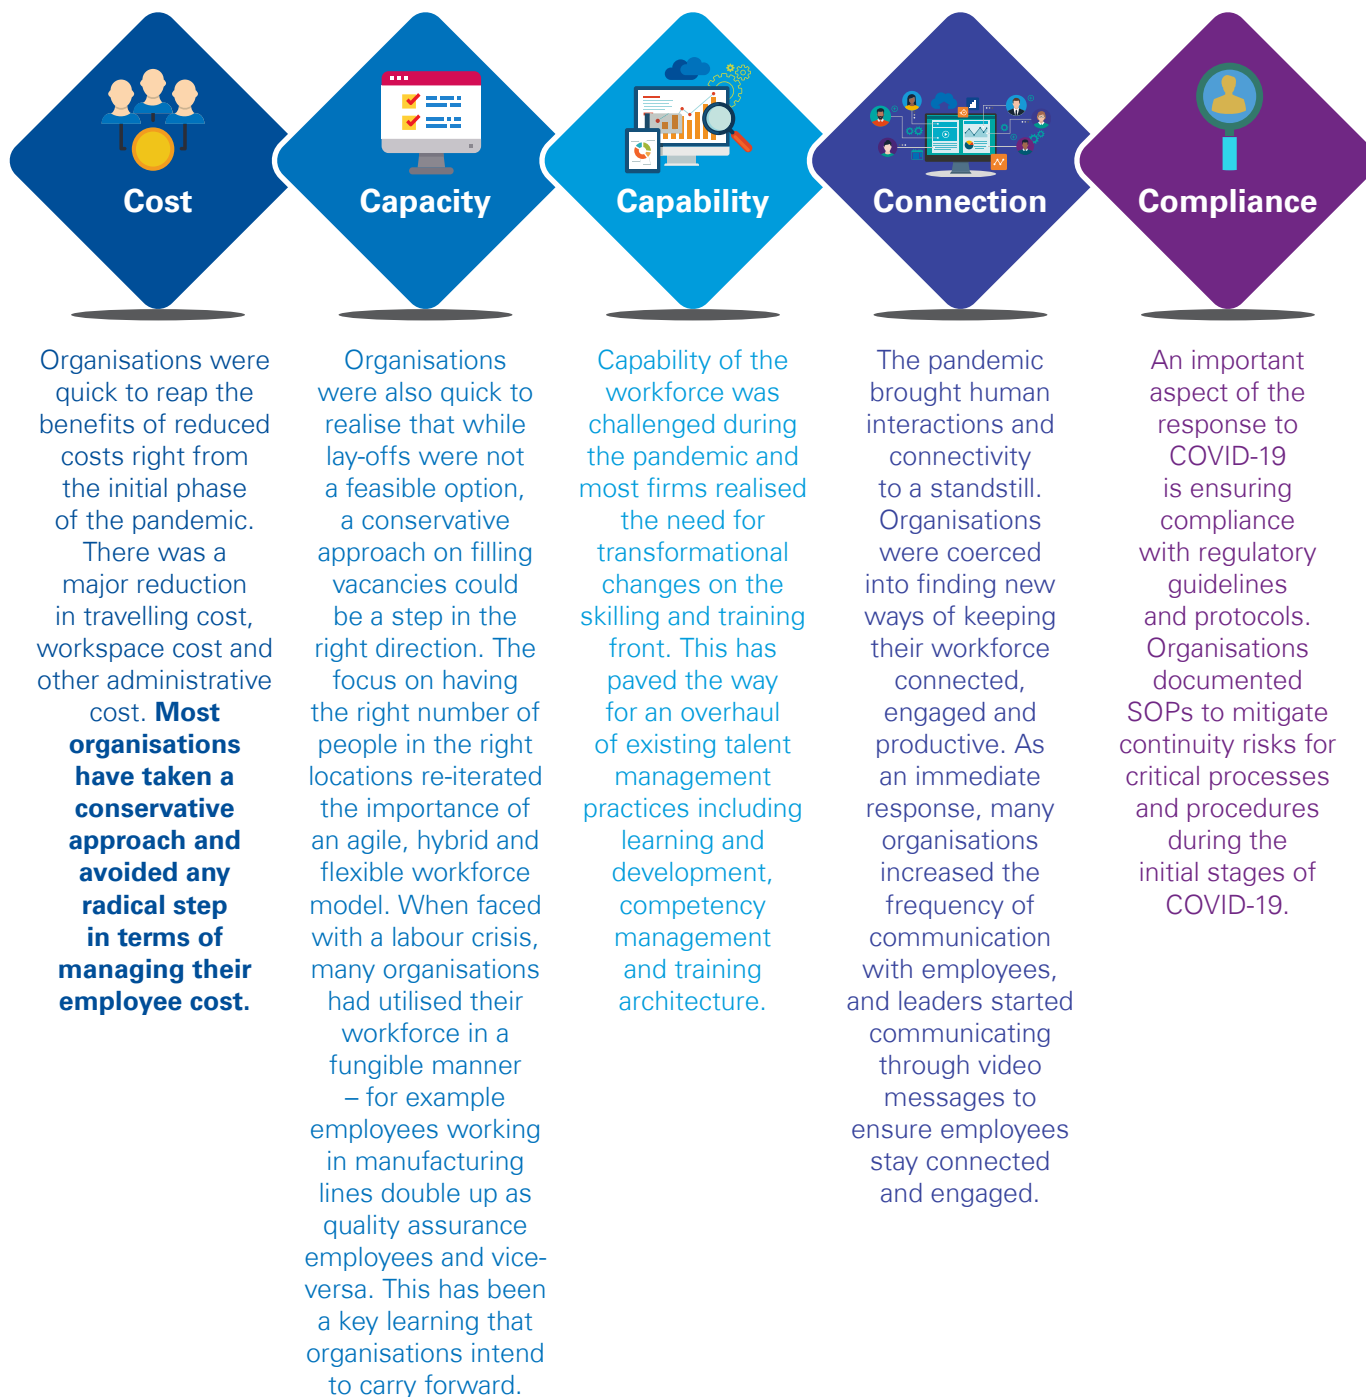 Cost
Organisations were
quick to reap the
benefits of reduced
costs right from
the initial phase
of the pandemic.
There was a
major reduction
in travelling cost,
workspace cost and
other administrative
cost. Most
organisations
have taken a
conservative
approach and
avoided any
radical step
in terms of
managing their
employee cost.
Capacity
Organisations
were also quick to
realise that while
lay-offs were not
a feasible option,
a conservative
approach on filling
vacancies could
be a step in the
right direction. The
focus on having
the right number of
people in the right
locations re-iterated
the importance of
an agile, hybrid and
flexible workforce
model. When faced
with a labour crisis,
many organisations
had utilised their
workforce in a
fungible manner
– for example
employees working
in manufacturing
lines double up as
quality assurance
employees and vice-
versa. This has been
a key learning that
organisations intend
to carry forward.
Capability
Capability of the
workforce was
challenged during
the pandemic and
most firms realised
the need for
transformational
changes on the
skilling and training
front. This has
paved the way
for an overhaul
of existing talent
management
practices including
learning and
development,
competency
management
and training
architecture.
Connection
The pandemic
brought human
interactions and
connectivity
to a standstill.
Organisations
were coerced
into finding new
ways of keeping
their workforce
connected,
engaged and
productive. As
an immediate
response, many
organisations
increased the
frequency of
communication
with employees,
and leaders started
communicating
through video
messages to
ensure employees
stay connected
and engaged.
Compliance
An important
aspect of the
response to
COVID-19
is ensuring
compliance
with regulatory
guidelines
and protocols.
Organisations
documented
SOPs to mitigate
continuity risks for
critical processes
and procedures
during the
initial stages of
COVID-19.